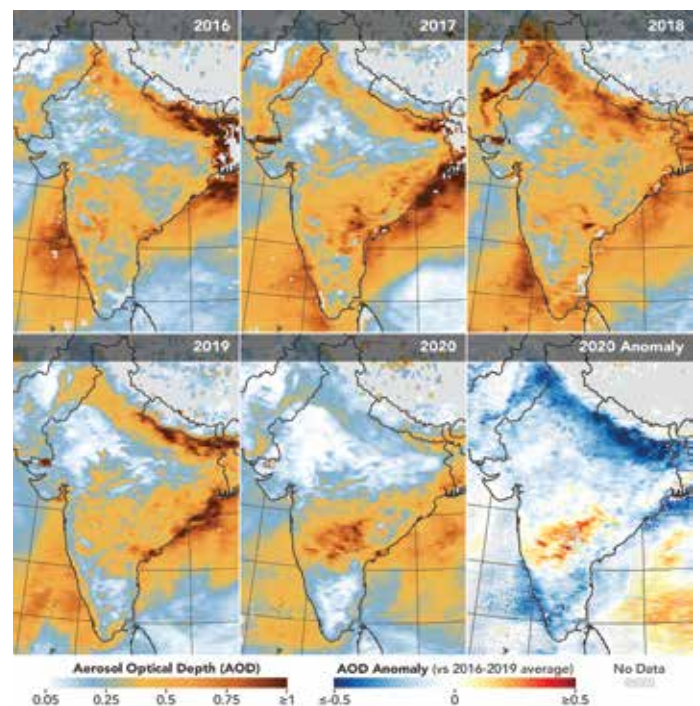 2016
2017
2018
2019
2020
2020 Anomaly
Aerosol Optical Depth (AOD)
0.05 0.25 0.5 0.75 ≥1
AOD Anomaly (vs 2016-2019 average)
≤-0.5 0 ≥0.5
No Data